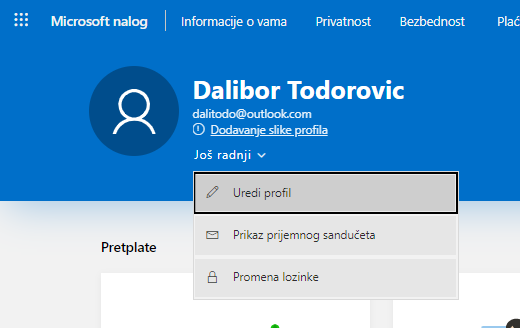 Microsoft nalog Informacije o vama Privatnost Bezbednost Plać
Dalibor Todorovic
dalitodo@outlook.com
Dodavanje slike profila
Još radnji
Uredi profil
Prikaz prijemnog sandučeta
Promena lozinke
Pretplate